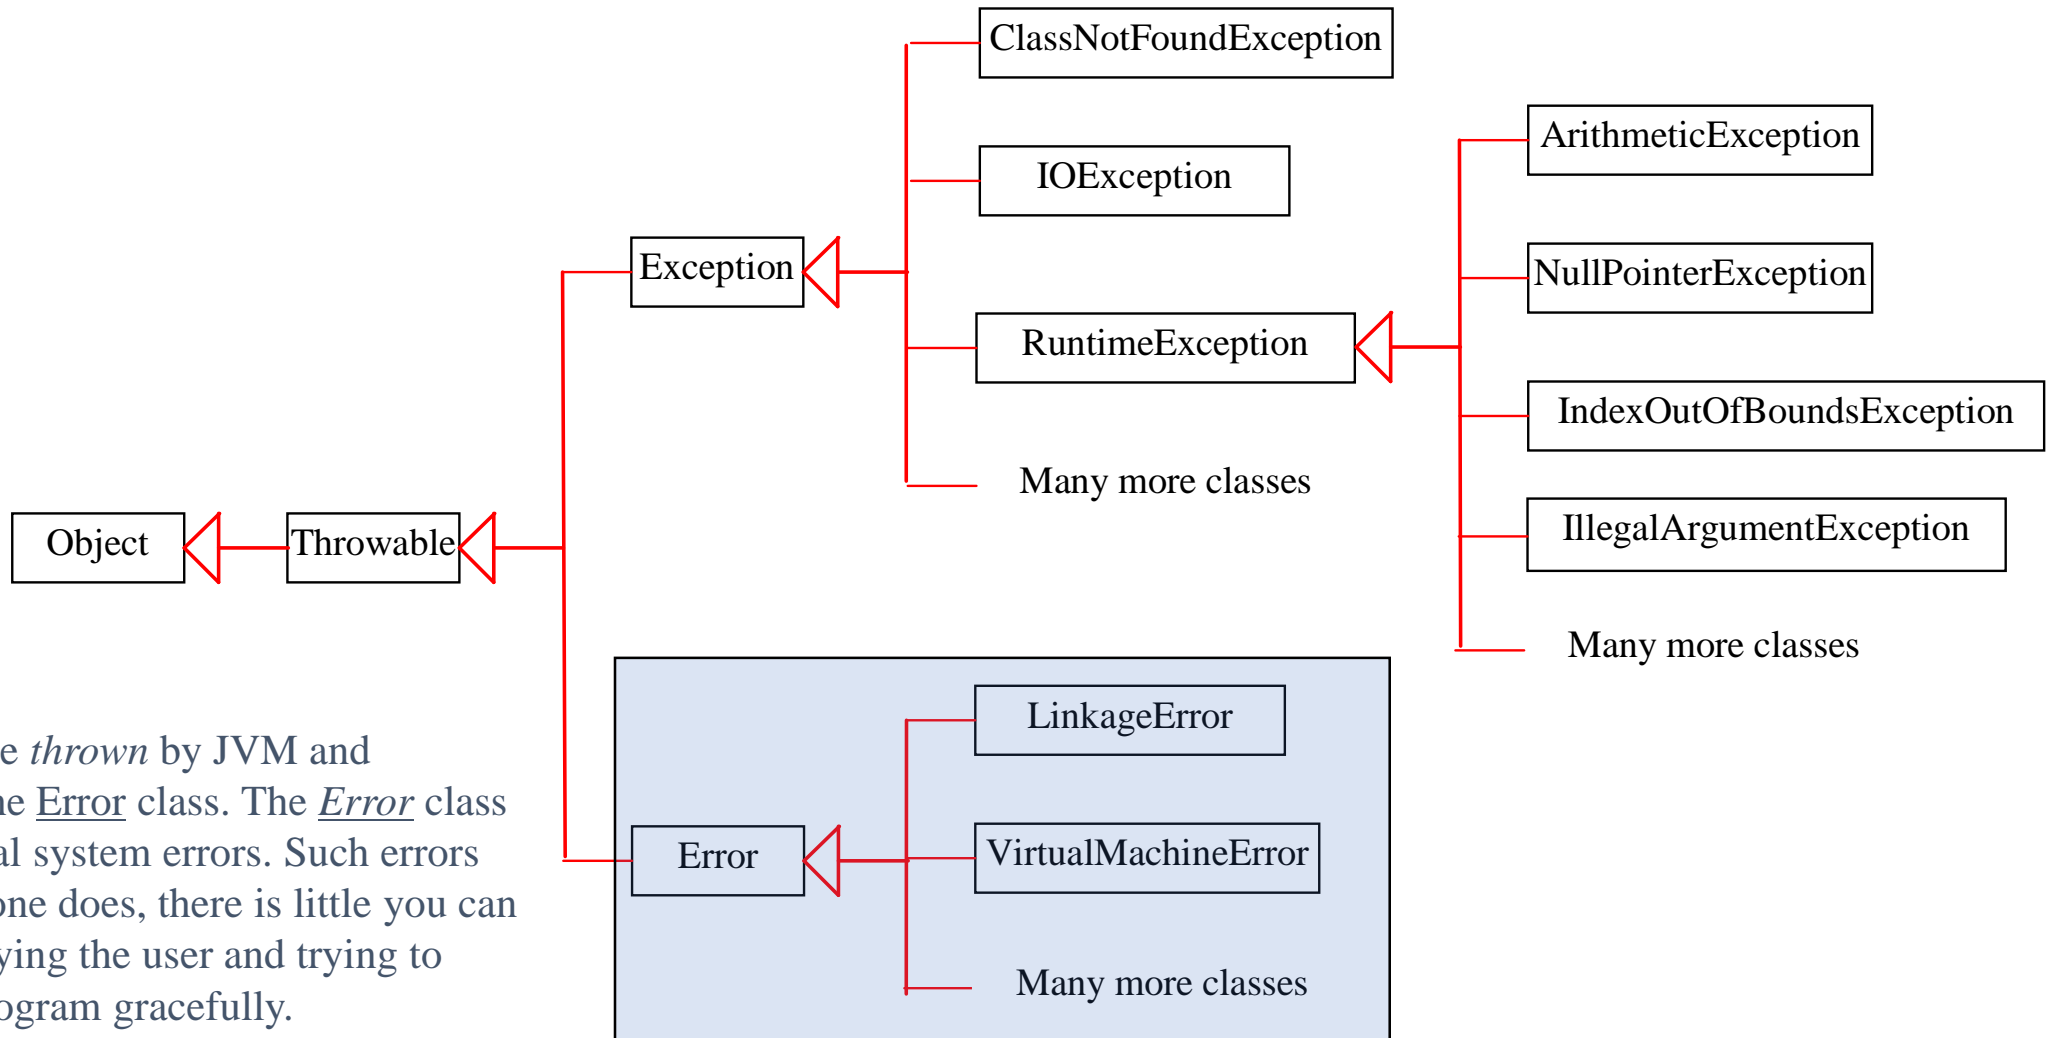 ClassNotFoundException
ArithmeticException
IOException
NullPointerException
Exception
RuntimeException
IndexOutOfBoundsException
Many more classes
IllegalArgumentException
Object
Throwable
Many more classes
LinkageError
VirtualMachineError
Error
Many more classes
thrown by JVM and
Error class. The Error class
system errors. Such errors
one does, there is little you can
the user and trying to
gracefully.